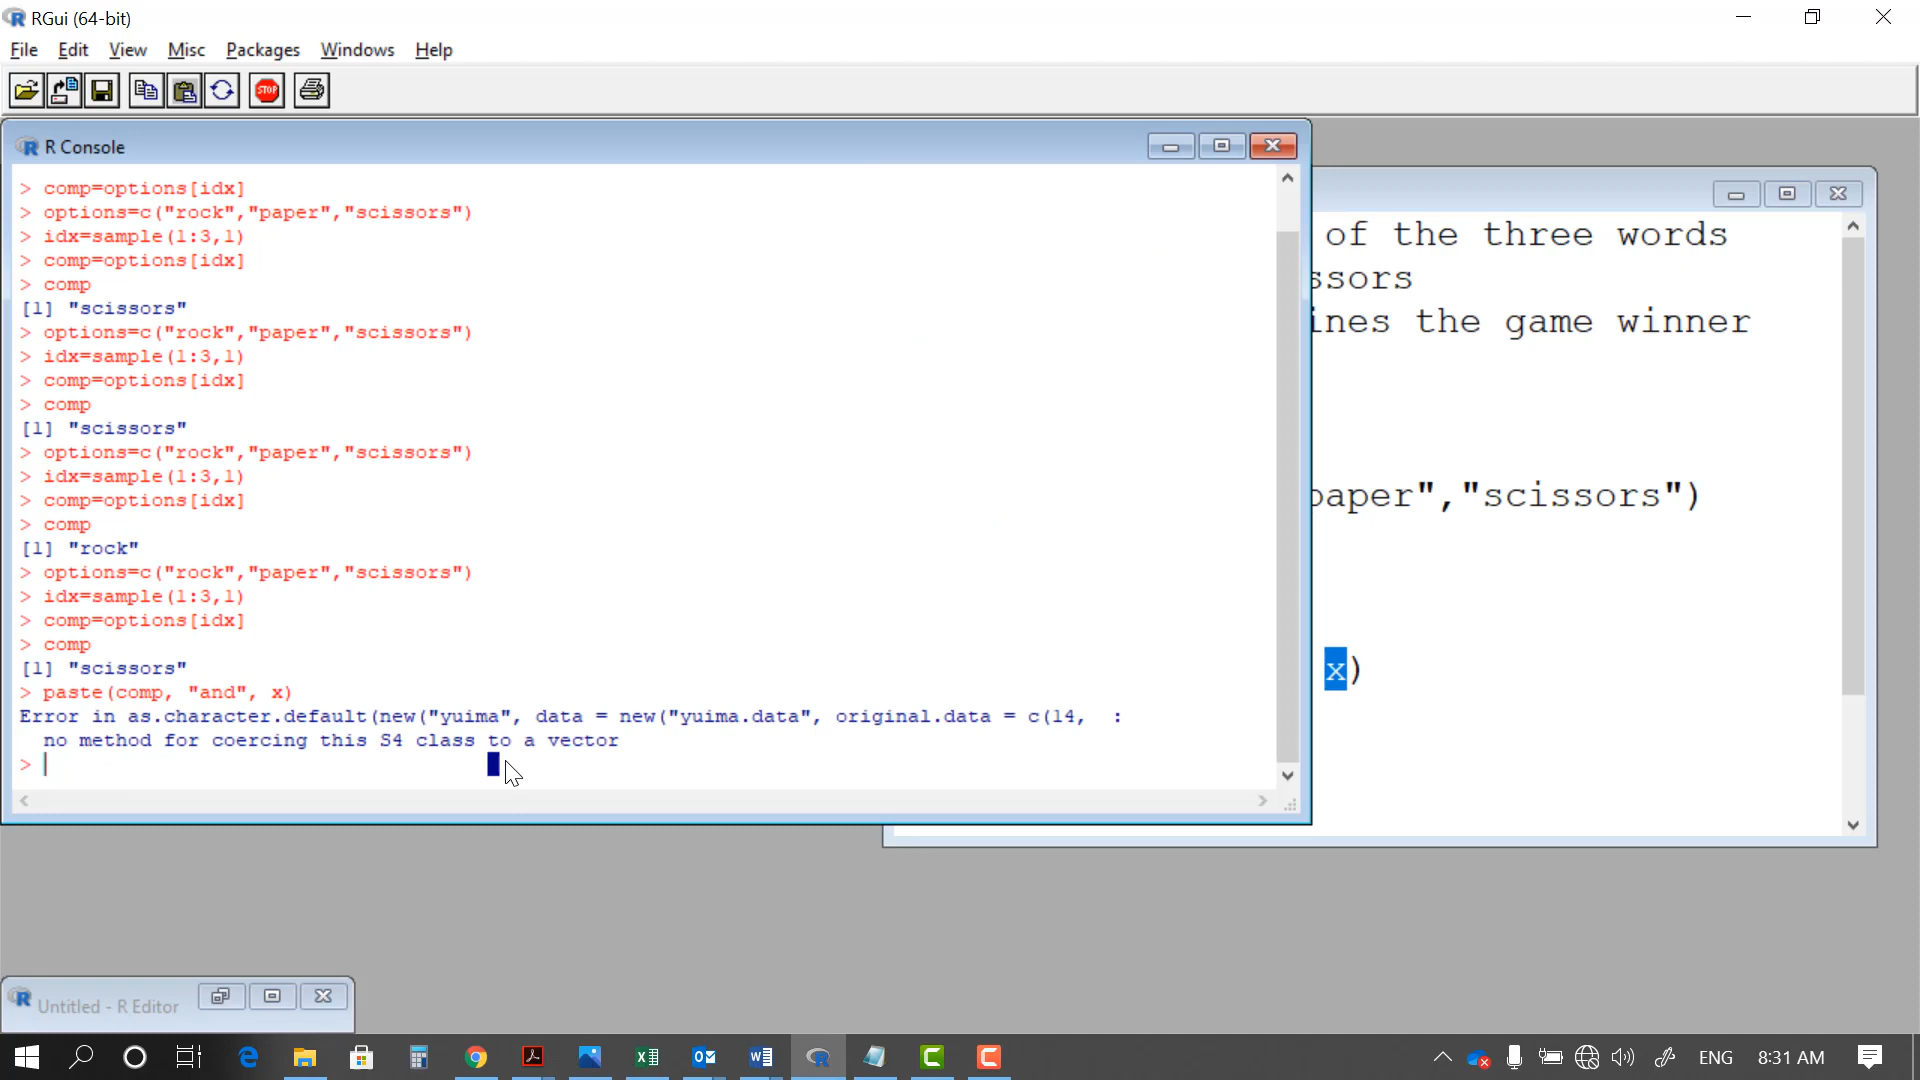 RGui (64-bit)
File Edit View Misc Packages Windows Help
STOP
R Console
> comp=options[idx]
> options=c("rock","paper","scissors")
> idx=sample(1:3,1)
> comp=options[idx]
> comp
[1] "scissors"
> options=c("rock","paper","scissors")
> idx=sample(1:3,1)
> comp=options[idx]
> comp
[1] "scissors"
> options=c("rock","paper","scissors")
> idx=sample(1:3,1)
> comp=options[idx]
> comp
[1] "rock"
> options=c("rock","paper","scissors")
> idx=sample(1:3,1)
> comp=options[idx]
> comp
[1] "scissors"
> paste(comp, "and", x)
Error in as.character.default(new("yuima", data = new("yuima.data", original.data = c(14,  :
no method for coercing this S4 class to a vector
>
of the three words
ssors
ines the game winner
paper","scissors")
x)
Untitled - R Editor
ENG 8:31 AM